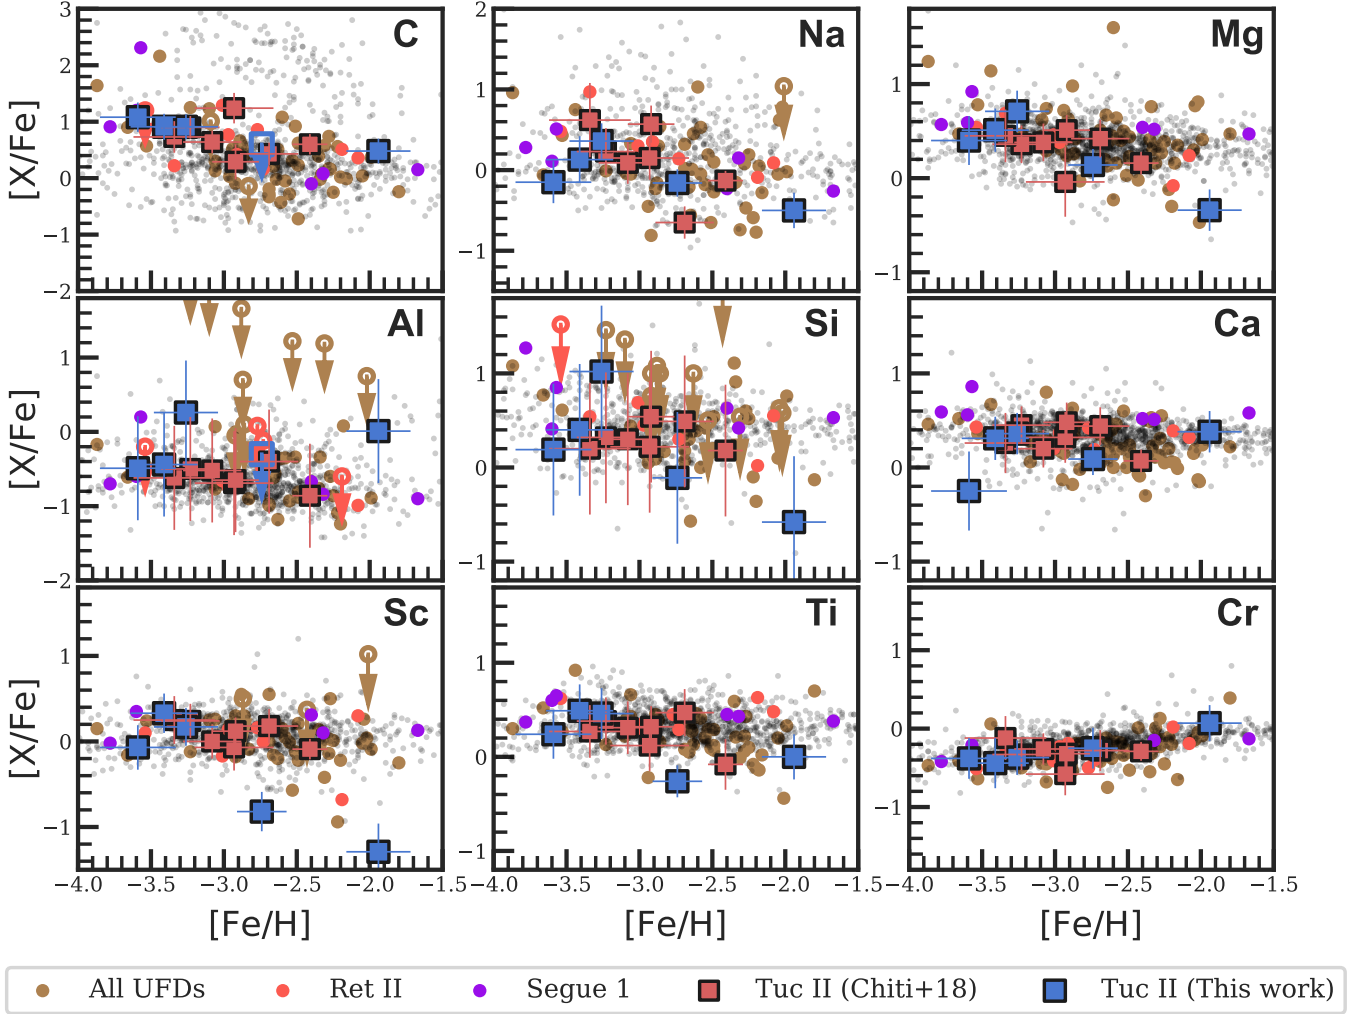 C
Na
Mg
[X/Fe]
3
2
1
0
−1
−2
2
1
0
−1
1
0
−1
Al
Si
Ca
[X/Fe]
1
0
−1
−2
1
0
−1
1
0
−1
Sc
Ti
Cr
[X/Fe]
1
0
−1
1
0
−1
1
0
−1
−4.0 −3.5 −3.0 −2.5 −2.0 −1.5
−4.0 −3.5 −3.0 −2.5 −2.0 −1.5
−4.0 −3.5 −3.0 −2.5 −2.0 −1.5
[Fe/H] [Fe/H] [Fe/H]
All UFDs Ret II Segue 1 Tuc II (Chiti+18) Tuc II (This work)